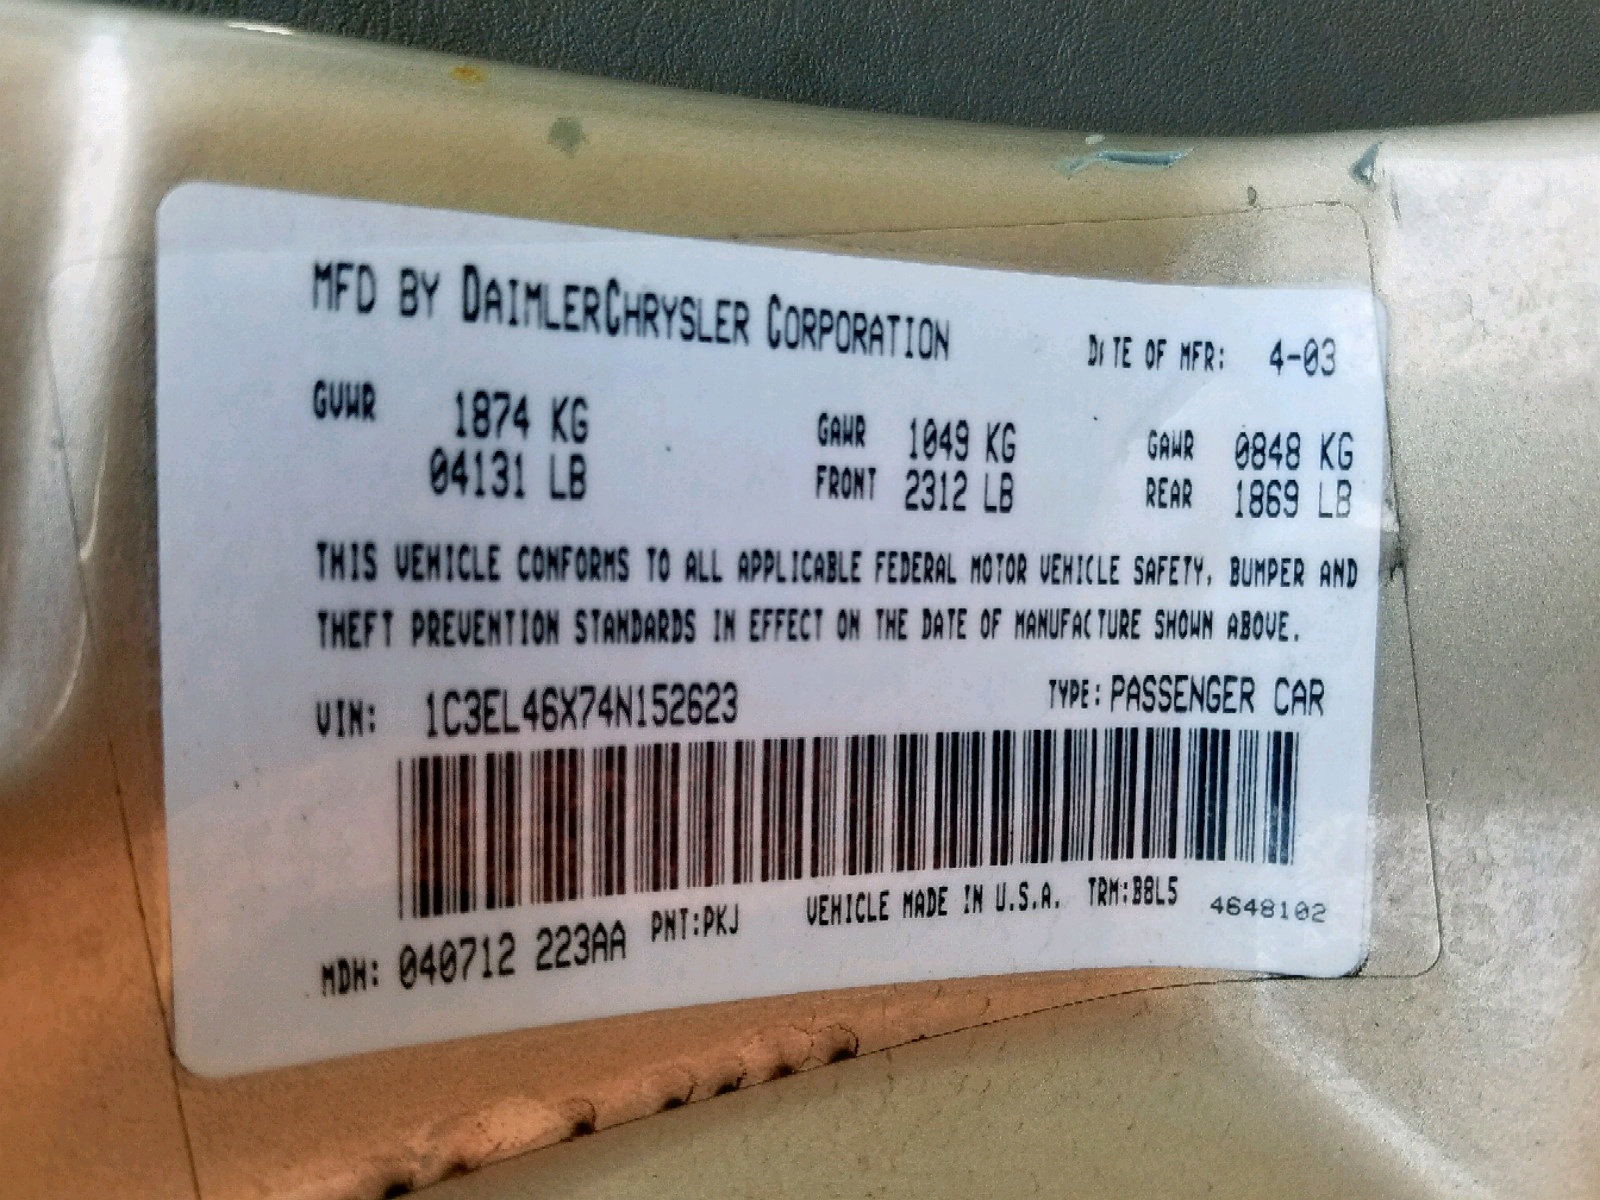 MFD BY DAIMLERCHRYSLER CORPORATION DATE OF MFR: 4-03
GVWR 1874 KG GAWR 1049 KG GAWR 0848 KG
04131 LB FRONT 2312 LB REAR 1869 LB
THIS VEHICLE CONFORMS TO ALL APPLICABLE FEDERAL MOTOR VEHICLE SAFETY, BUMPER AND
THEFT PREVENTION STANDARDS IN EFFECT ON THE DATE OF MANUFACTURE SHOWN ABOVE.
VIN: 1C3EL46X74N152623 TYPE: PASSENGER CAR
MDH: 040712 223AA PNT:PKJ VEHICLE MADE IN U.S.A. TRM:B8L5 4648102